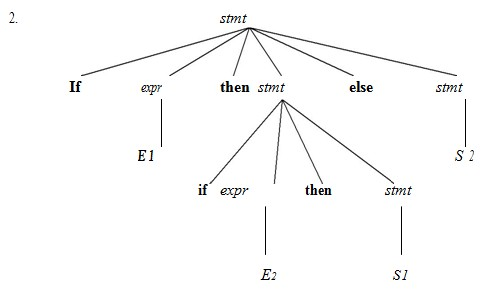 2.
stmt
If expr then stmt else stmt
E1 S 2
if expr then stmt
E2 S1